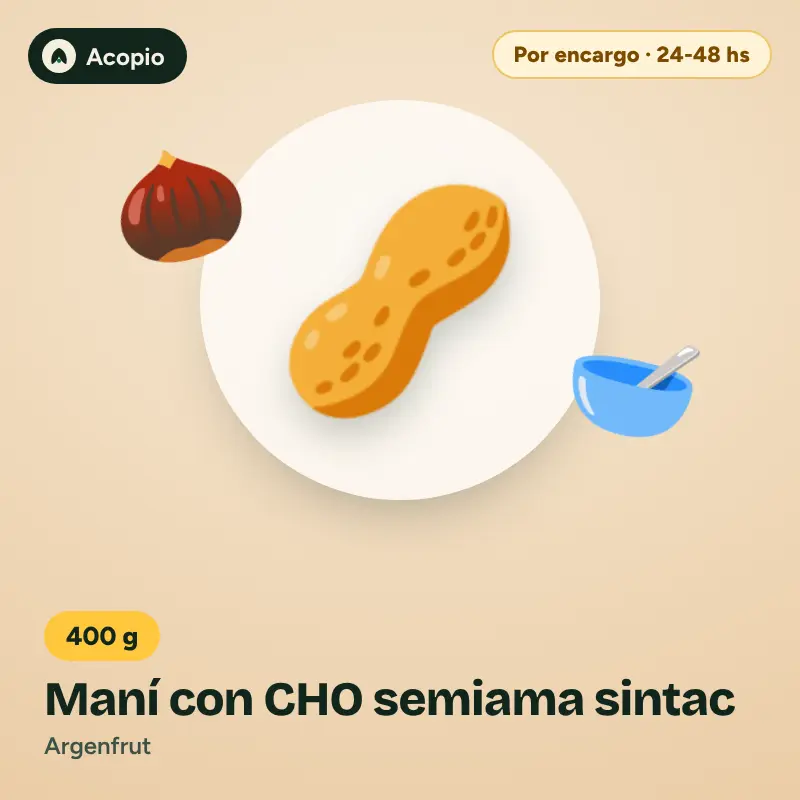 Acopio
Por encargo · 24-48 hs
400 g
Maní con CHO semiama sintac
Argenfrut